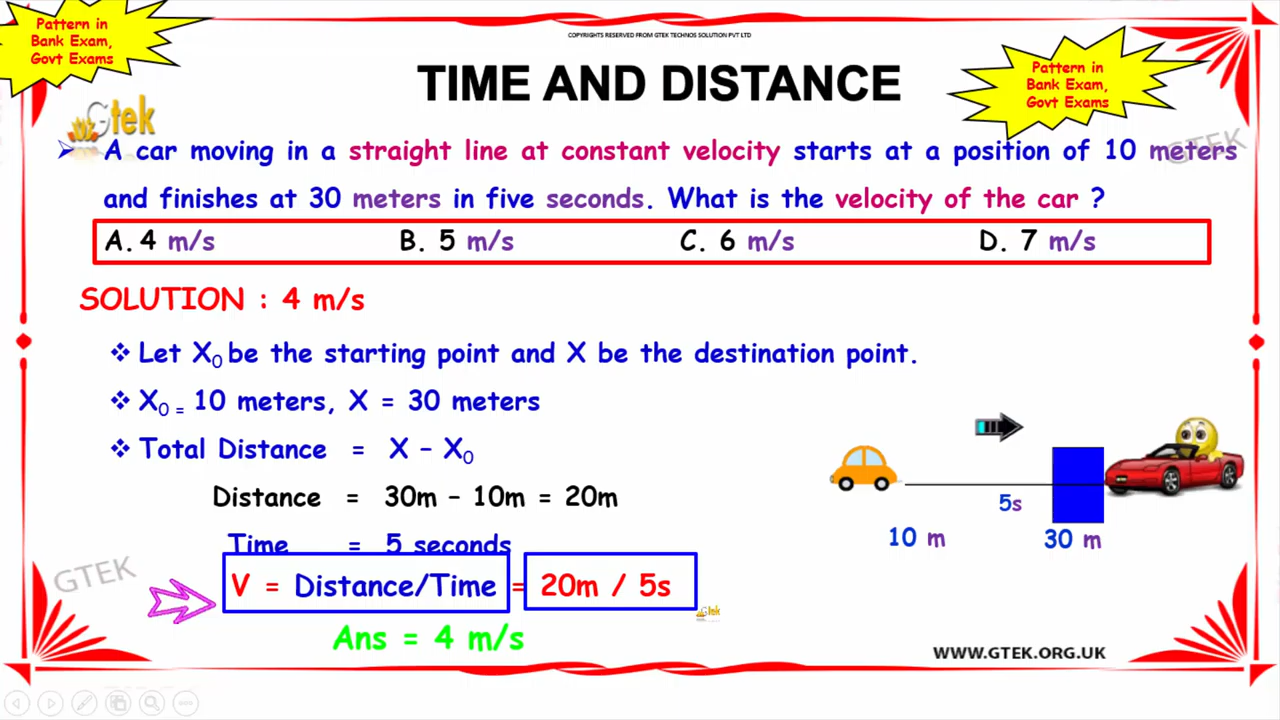 Pattern in
Bank Exam,
Govt Exams
COPYRIGHTS RESERVED FROM GTEK TECHNOS SOLUTION PVT LTD
TIME AND DISTANCE
Pattern in
Bank Exam,
Govt Exams
Gtek
GTEK
A car moving in a straight line at constant velocity starts at a position of 10 meters
and finishes at 30 meters in five seconds. What is the velocity of the car ?
A. 4 m/s B. 5 m/s C. 6 m/s D. 7 m/s
SOLUTION : 4 m/s
❖ Let X₀ be the starting point and X be the destination point.
❖ X₀ = 10 meters, X = 30 meters
❖ Total Distance = X – X₀
Distance = 30m – 10m = 20m
Time = 5 seconds
V = Distance/Time = 20m / 5s
Ans = 4 m/s
5s
10 m 30 m
GTEK
Gtek
WWW.GTEK.ORG.UK